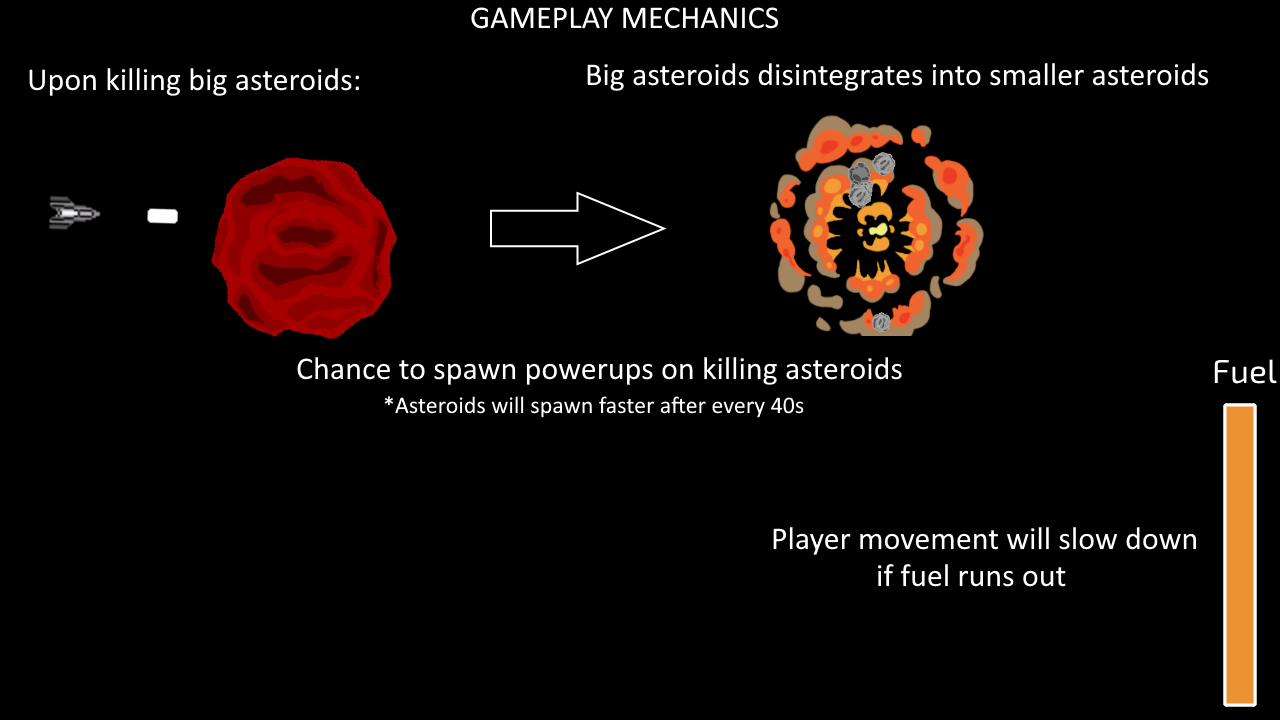 GAMEPLAY MECHANICS
Upon killing big asteroids:
Big asteroids disintegrates into smaller asteroids
Chance to spawn powerups on killing asteroids
*Asteroids will spawn faster after every 40s
Fuel
Player movement will slow down
if fuel runs out